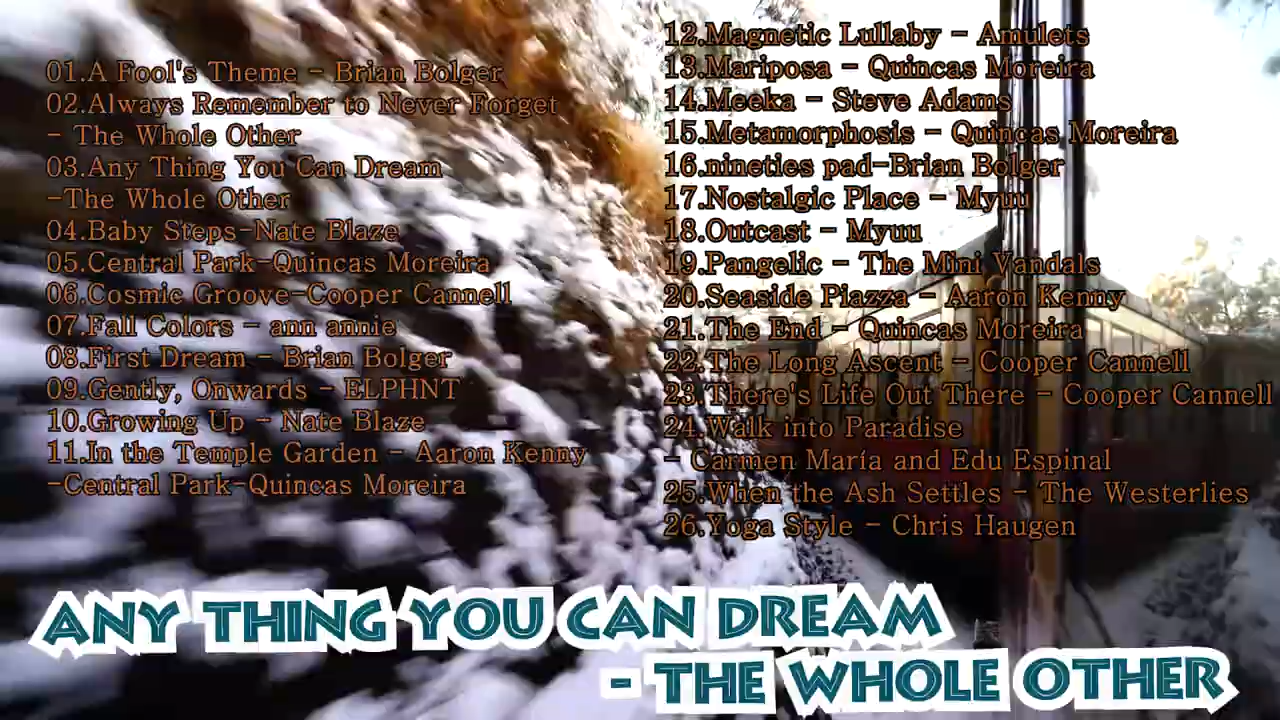 01.A Fool's Theme - Brian Bolger
02.Always Remember to Never Forget
- The Whole Other
03.Any Thing You Can Dream
-The Whole Other
04.Baby Steps-Nate Blaze
05.Central Park-Quincas Moreira
06.Cosmic Groove-Cooper Cannell
07.Fall Colors - ann annie
08.First Dream - Brian Bolger
09.Gently, Onwards - ELPHNT
10.Growing Up - Nate Blaze
11.In the Temple Garden - Aaron Kenny
-Central Park-Quincas Moreira
12.Magnetic Lullaby - Amulets
13.Mariposa - Quincas Moreira
14.Meeka - Steve Adams
15.Metamorphosis - Quincas Moreira
16.nineties pad-Brian Bolger
17.Nostalgic Place - Myuu
18.Outcast - Myuu
19.Pangelic - The Mini Vandals
20.Seaside Piazza - Aaron Kenny
21.The End - Quincas Moreira
22.The Long Ascent - Cooper Cannell
23.There's Life Out There - Cooper Cannell
24.Walk into Paradise
- Carmen María and Edu Espinal
25.When the Ash Settles - The Westerlies
26.Yoga Style - Chris Haugen
ANY THING YOU CAN DREAM
- THE WHOLE OTHER